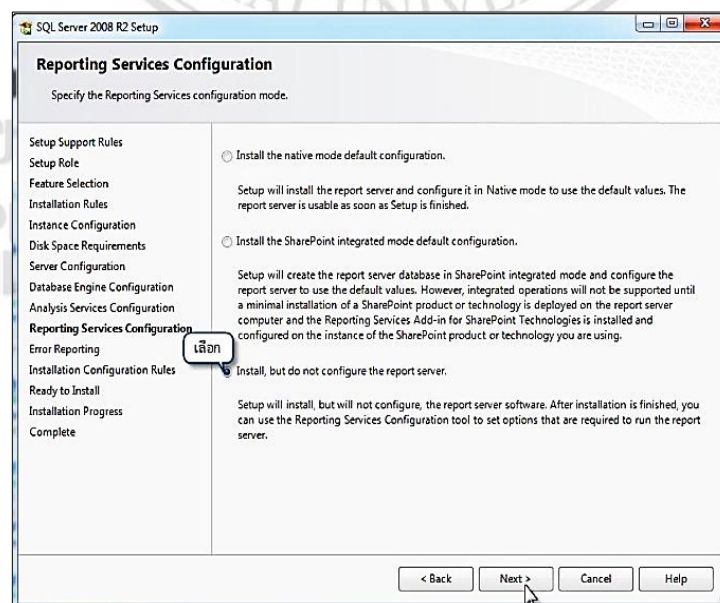 SQL Server 2008 R2 Setup
Reporting Services Configuration
Specify the Reporting Services configuration mode.
Setup Support Rules
Setup Role
Feature Selection
Installation Rules
Instance Configuration
Disk Space Requirements
Server Configuration
Database Engine Configuration
Analysis Services Configuration
Reporting Services Configuration
Error Reporting
Installation Configuration Rules
Ready to Install
Installation Progress
Complete
Install the native mode default configuration.
Setup will install the report server and configure it in Native mode to use the default values. The
report server is usable as soon as Setup is finished.
Install the SharePoint integrated mode default configuration.
Setup will create the report server database in SharePoint integrated mode and configure the
report server to use the default values. However, integrated operations will not be supported until
a minimal installation of a SharePoint product or technology is deployed on the report server
computer and the Reporting Services Add-in for SharePoint Technologies is installed and
configured on the instance of the SharePoint product or technology you are using.
เลือก
Install, but do not configure the report server.
Setup will install, but will not configure, the report server software. After installation is finished, you
can use the Reporting Services Configuration tool to set options that are required to run the report
server.
< Back
Next >
Cancel
Help